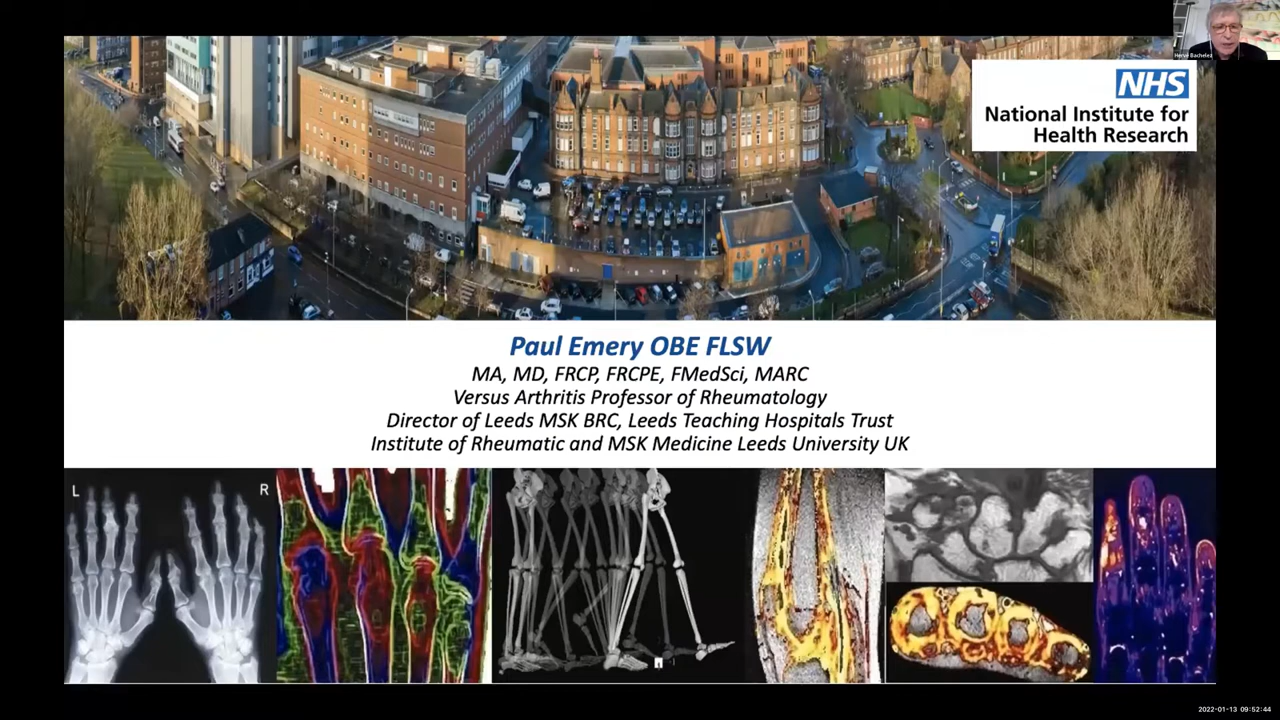 Hervé Bachelez
NHS
National Institute for
Health Research
Paul Emery OBE FLSW
MA, MD, FRCP, FRCPE, FMedSci, MARC
Versus Arthritis Professor of Rheumatology
Director of Leeds MSK BRC, Leeds Teaching Hospitals Trust
Institute of Rheumatic and MSK Medicine Leeds University UK
L
R
2022-01-13 09:52:44